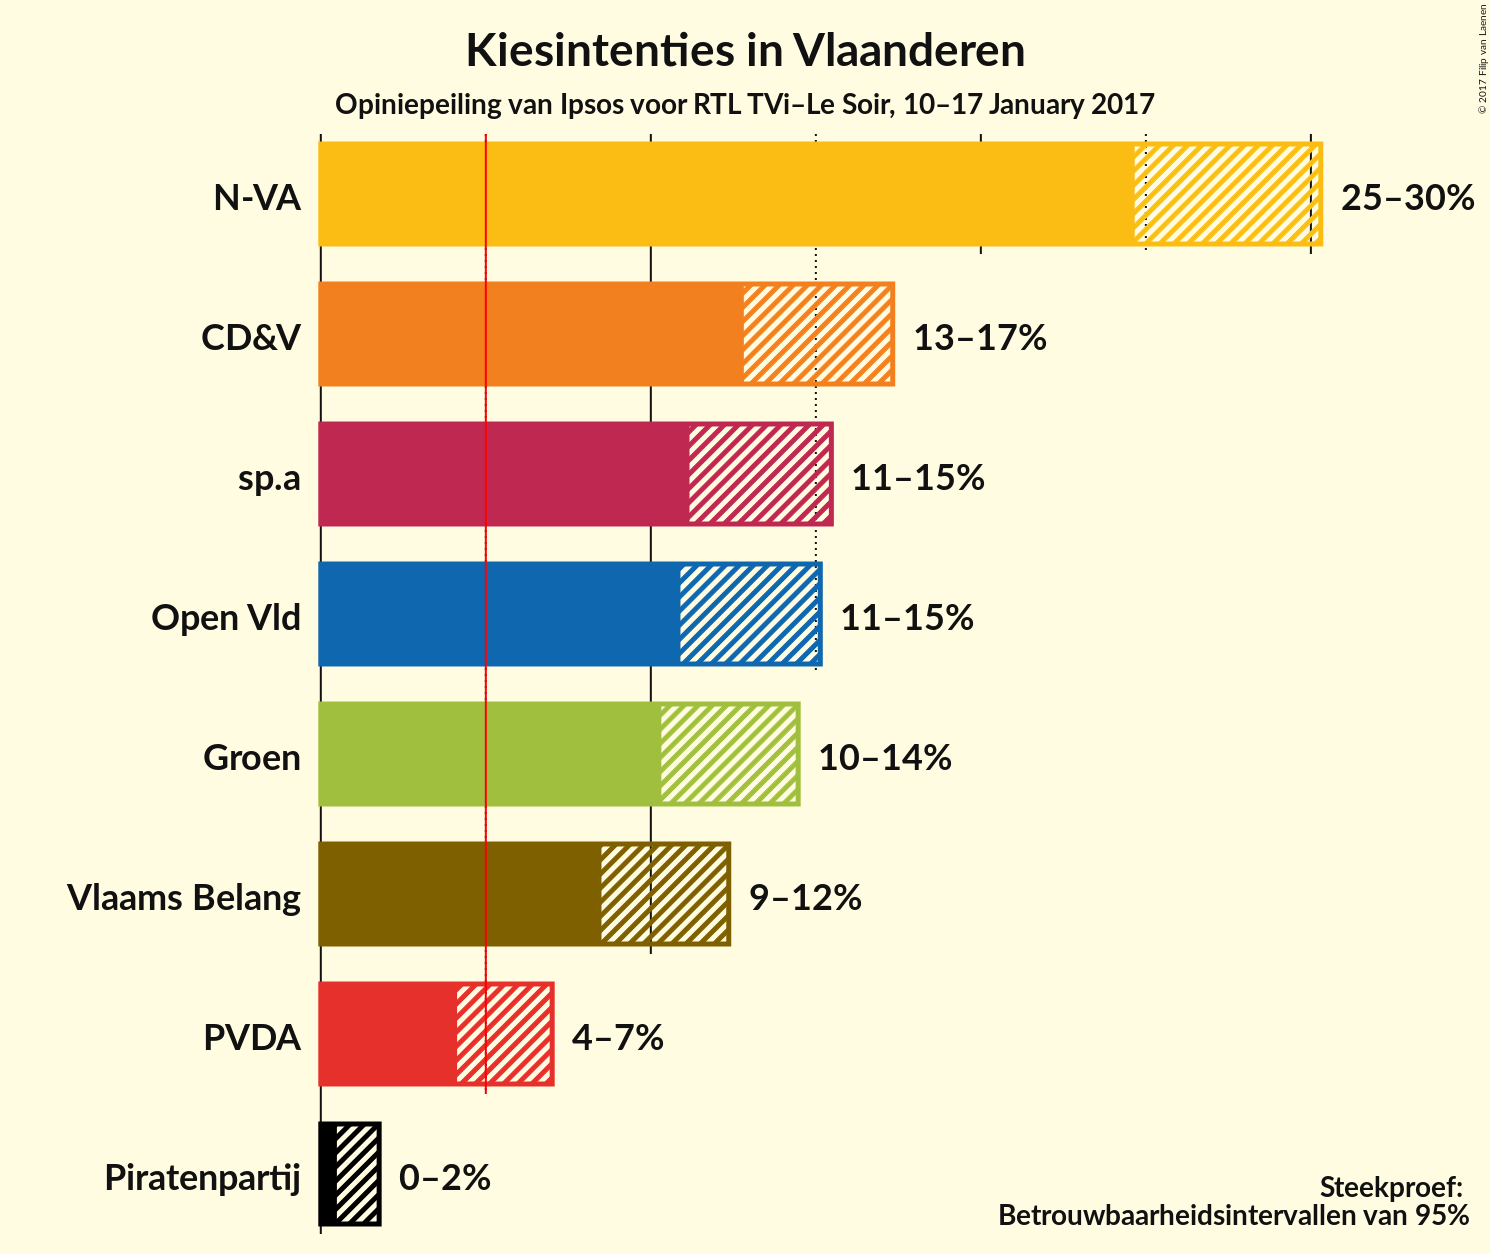 Kiesintenties in Vlaanderen
Opiniepeiling van Ipsos voor RTL TVi–Le Soir, 10–17 January 2017
© 2017 Filip van Laenen
N-VA 25–30%
CD&V 13–17%
sp.a 11–15%
Open Vld 11–15%
Groen 10–14%
Vlaams Belang 9–12%
PVDA 4–7%
Piratenpartij 0–2%
Steekproef:
Betrouwbaarheidsintervallen van 95%